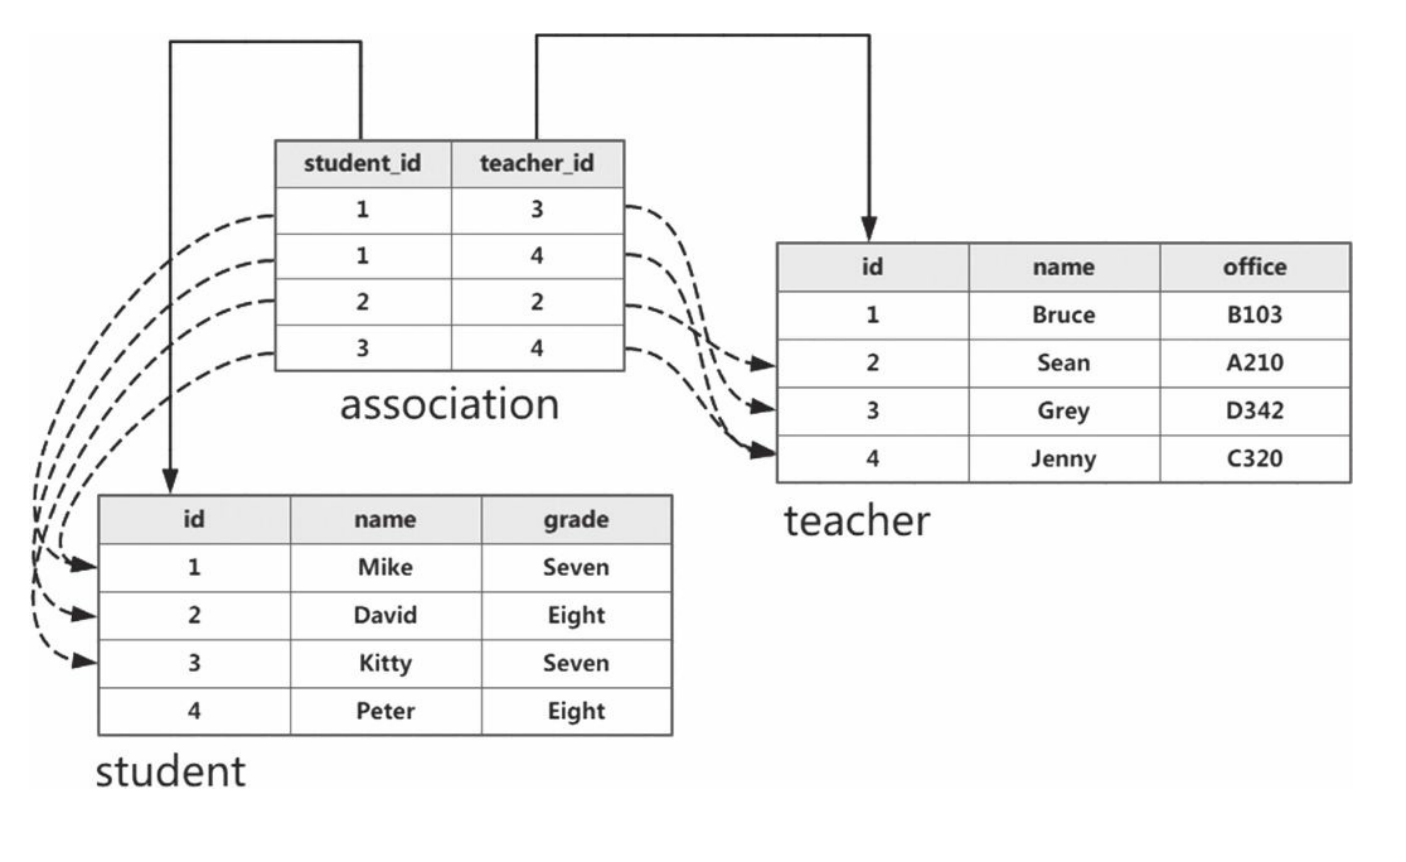 student_id teacher_id
1 3
1 4
2 2
3 4
association
id name office
1 Bruce B103
2 Sean A210
3 Grey D342
4 Jenny C320
teacher
id name grade
1 Mike Seven
2 David Eight
3 Kitty Seven
4 Peter Eight
student